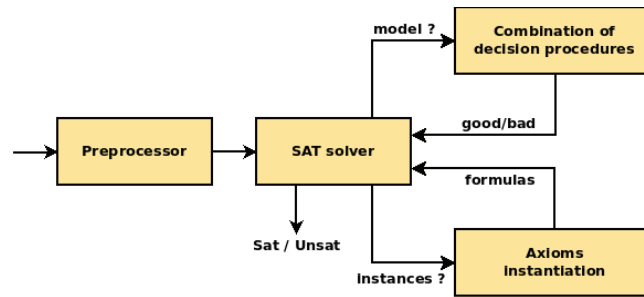 model ?
Combination of
decision procedures
good/bad
Preprocessor
SAT solver
formulas
Sat / Unsat
instances ?
Axioms
instantiation